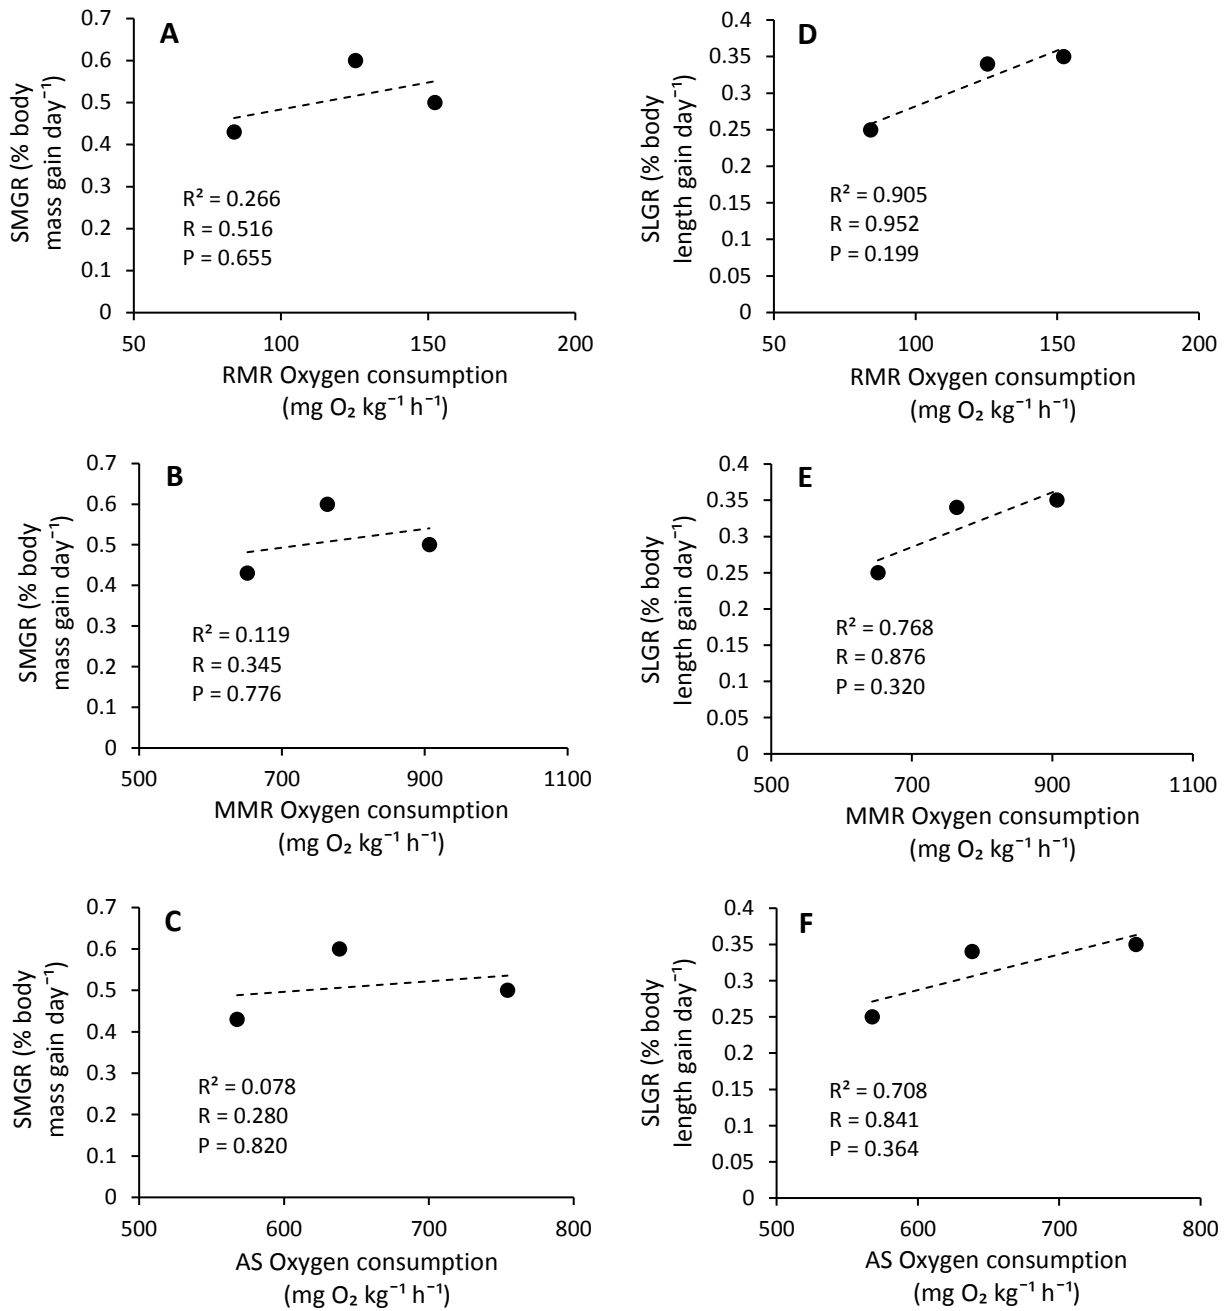 A
SMGR (% body
mass gain day⁻¹)
0.7
0.6
0.5
0.4
0.3
0.2
0.1
0
R² = 0.266
R = 0.516
P = 0.655
50 100 150 200
RMR Oxygen consumption
(mg O₂ kg⁻¹ h⁻¹)
D
SLGR (% body
length gain day⁻¹)
0.4
0.35
0.3
0.25
0.2
0.15
0.1
0.05
0
R² = 0.905
R = 0.952
P = 0.199
50 100 150 200
RMR Oxygen consumption
(mg O₂ kg⁻¹ h⁻¹)
B
SMGR (% body
mass gain day⁻¹)
0.7
0.6
0.5
0.4
0.3
0.2
0.1
0
R² = 0.119
R = 0.345
P = 0.776
500 700 900 1100
MMR Oxygen consumption
(mg O₂ kg⁻¹ h⁻¹)
E
SLGR (% body
length gain day⁻¹)
0.4
0.35
0.3
0.25
0.2
0.15
0.1
0.05
0
R² = 0.768
R = 0.876
P = 0.320
500 700 900 1100
MMR Oxygen consumption
(mg O₂ kg⁻¹ h⁻¹)
C
SMGR (% body
mass gain day⁻¹)
0.7
0.6
0.5
0.4
0.3
0.2
0.1
0
R² = 0.078
R = 0.280
P = 0.820
500 600 700 800
AS Oxygen consumption
(mg O₂ kg⁻¹ h⁻¹)
F
SLGR (% body
length gain day⁻¹)
0.4
0.35
0.3
0.25
0.2
0.15
0.1
0.05
0
R² = 0.708
R = 0.841
P = 0.364
500 600 700 800
AS Oxygen consumption
(mg O₂ kg⁻¹ h⁻¹)